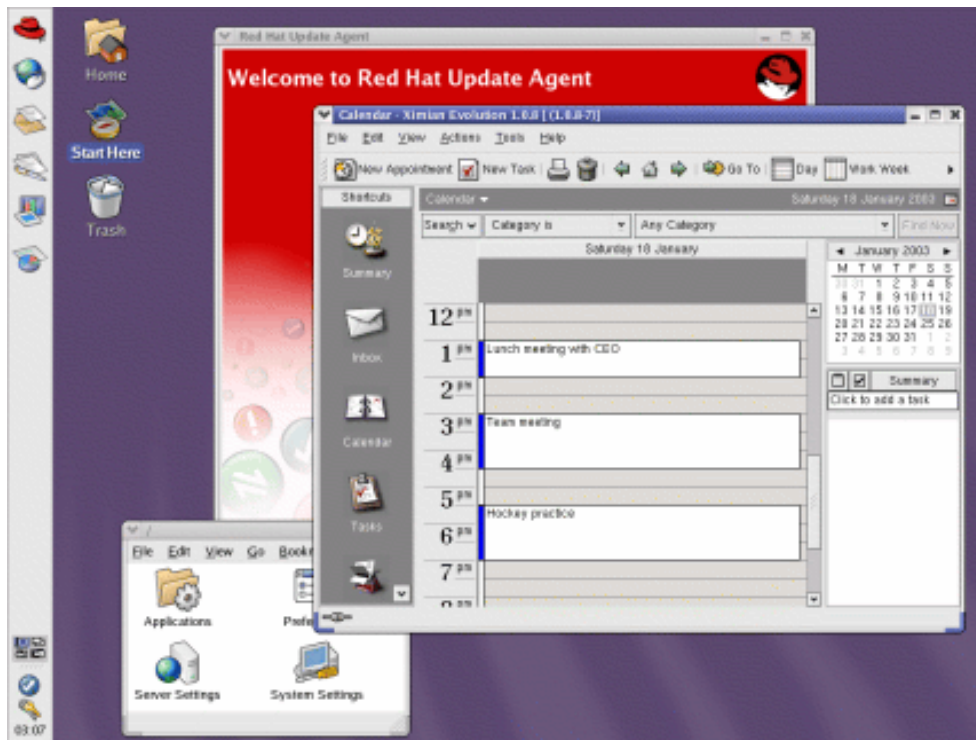 Home
Start Here
Trash
03:07
Red Hat Update Agent
Welcome to Red Hat Update Agent
Calendar - Ximian Evolution 1.0.8 [ (1.0.8-7)]
File Edit View Actions Tools Help
New Appointment New Task Go To Day Work Week
Shortcuts
Summary
Inbox
Calendar
Tasks
Calendar Saturday 18 January 2003
Search Category is Any Category Find Now
Saturday 18 January
12 pm
1 pm Lunch meeting with CEO
2 pm
3 pm Team meeting
4 pm
5 pm
Hockey practice
6 pm
7 pm
January 2003
M T W T F S S
30 31 1 2 3 4 5
6 7 8 9 10 11 12
13 14 15 16 17 18 19
20 21 22 23 24 25 26
27 28 29 30 31 1 2
3 4 5 6 7 8 9
Summary
Click to add a task
/
File Edit View Go Bookr
Applications
Prefe
Server Settings
System Settings